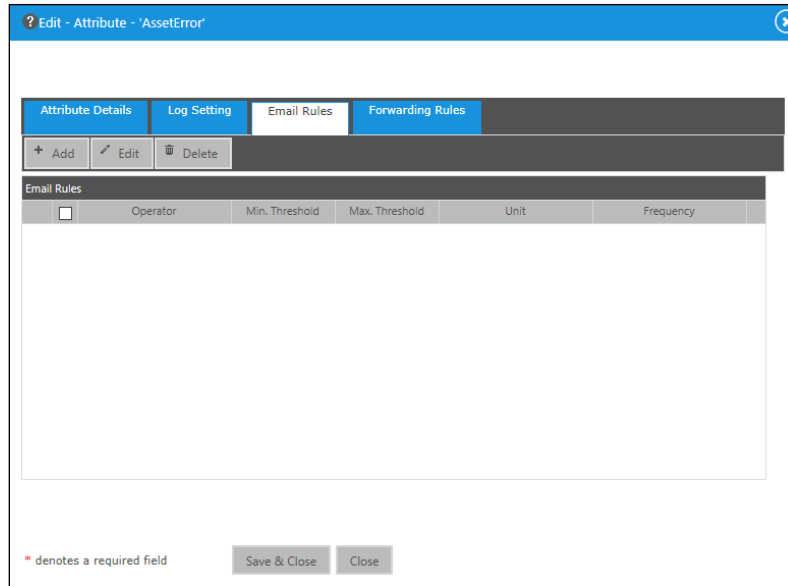 ? Edit - Attribute - 'AssetError'
Attribute Details Log Setting Email Rules Forwarding Rules
+ Add Edit Delete
Email Rules
Operator Min. Threshold Max. Threshold Unit Frequency
* denotes a required field Save & Close Close